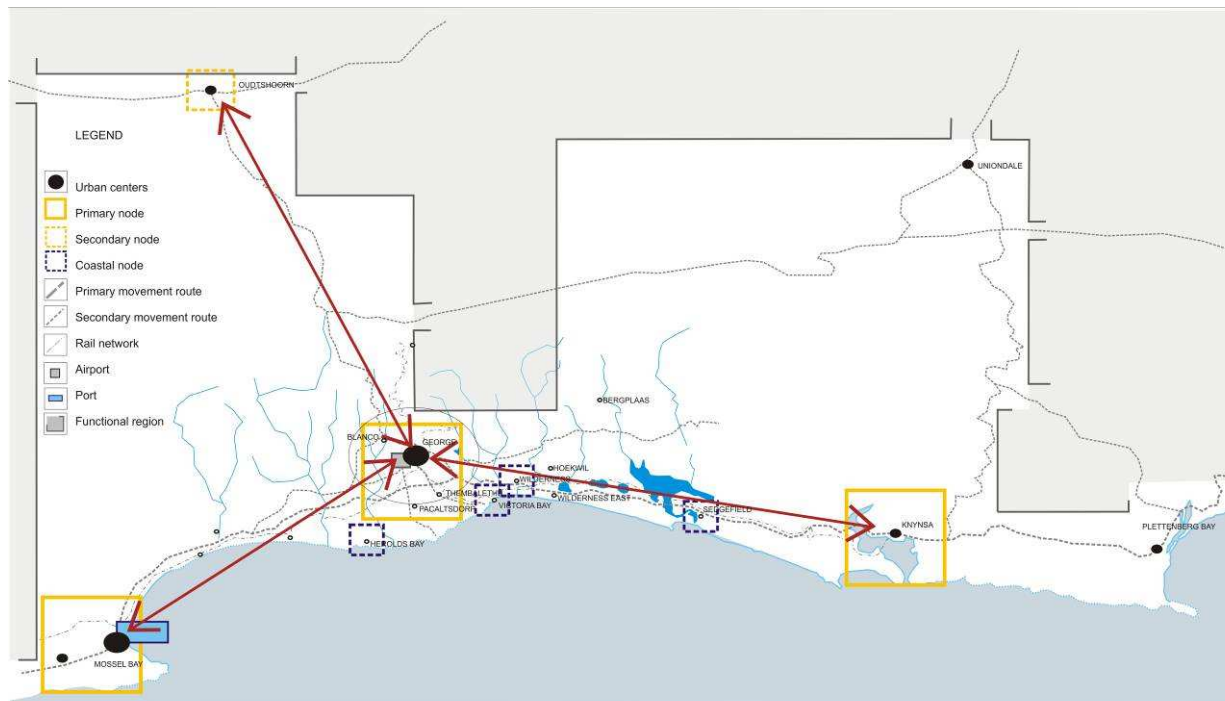 OUDTSHOORN
LEGEND
Urban centers
Primary node
Secondary node
Coastal node
Primary movement route
Secondary movement route
Rail network
Airport
Port
Functional region
UNIONDALE
BERGPLAAS
BLANCO
GEORGE
HOEKWIL
WILDERNESS
THEMBALETHU
WILDERNESS EAST
VICTORIA BAY
PACALTSDORP
SEDGEFIELD
KNYNSA
PLETTENBERG BAY
HEROLDS BAY
MOSSEL BAY